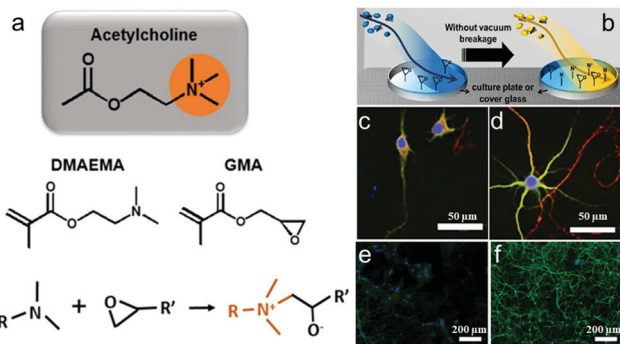 a
Acetylcholine
O
O
N+
DMAEMA
GMA
O
O
N
O
O
O
R
N
+
O
R'
R
N+
R'
O-
b
Without vacuum
breakage
culture plate or
cover glass
c
50 μm
d
50 μm
e
200 μm
f
200 μm